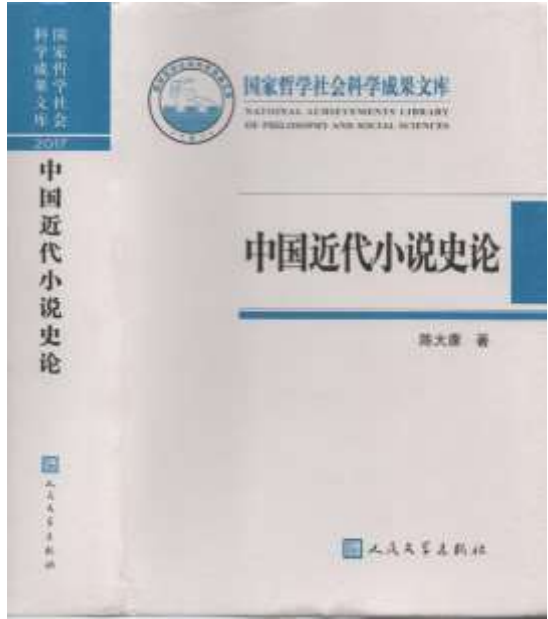 国家哲学社会
科学成果文库
2017
中国近代小说史论
人民文学出版社
国家哲学社会科学成果文库
NATIONAL ACHIEVEMENTS LIBRARY
OF PHILOSOPHY AND SOCIAL SCIENCES
中国近代小说史论
陈大康 著
人民文学出版社